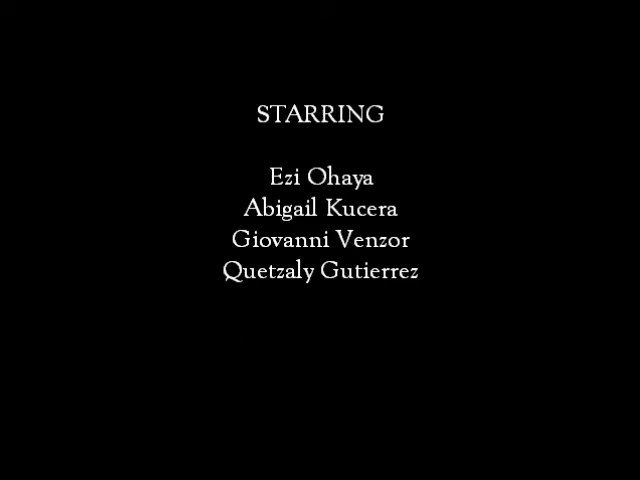 STARRING
Ezi Ohaya
Abigail Kucera
Giovanni Venzor
Quetzaly Gutierrez